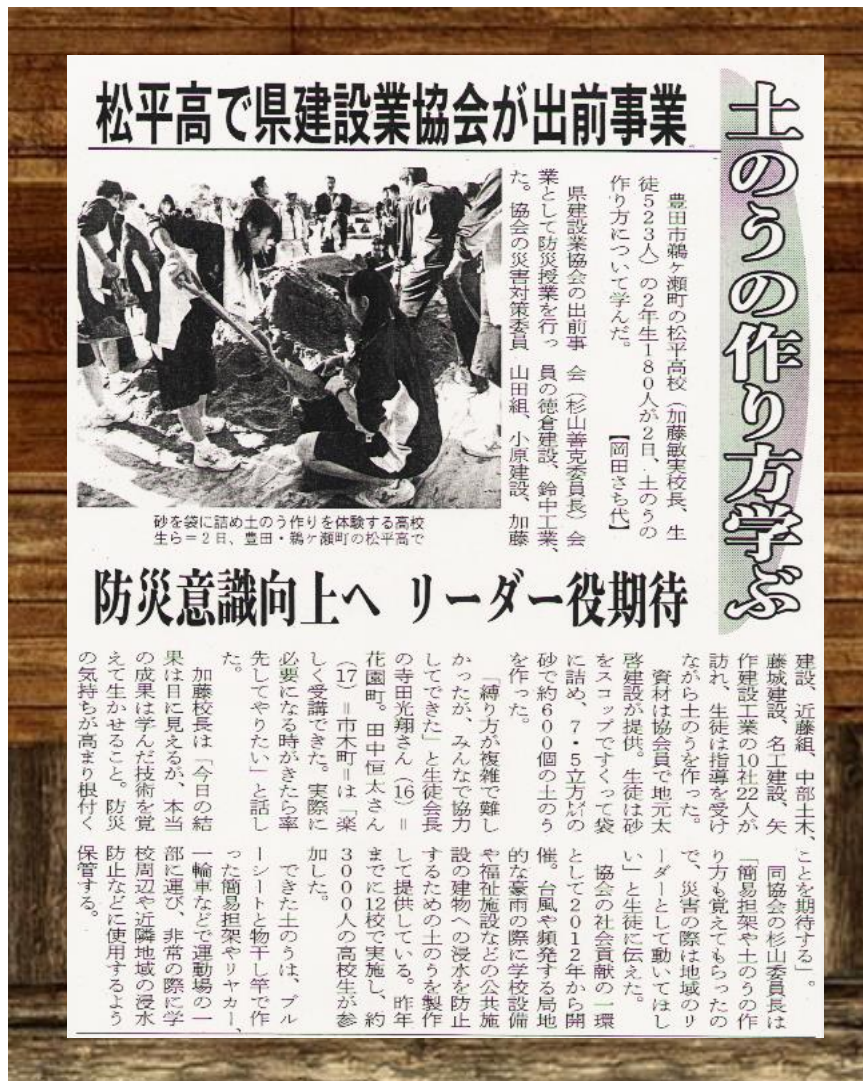 土のうの作り方学ぶ
松平高で県建設業協会が出前事業
豊田市鵜ヶ瀬町の松平高校（加藤敏実校長、生
徒523人）の2年生180人が2日、土のうの
作り方について学んだ。【岡田さち代】
県建設業協会の出前事
業として防災授業を行っ
た。協会の災害対策委員
会（杉山善克委員長）会
員の徳倉建設、鈴中工業、
山田組、小原建設、加藤
砂を袋に詰め土のう作りを体験する高校
生ら＝2日、豊田・鵜ヶ瀬町の松平高で
防災意識向上へ リーダー役期待
建設、近藤組、中部土木、
藤城建設、名工建設、矢
作建設工業の10社22人が
訪れ、生徒は指導を受け
ながら土のうを作った。
資材は協会員で地元太
啓建設が提供。生徒は砂
をスコップですくって袋
に詰め、7・5立方㍍の
砂で約600個の土のう
を作った。
「縛り方が複雑で難し
かったが、みんなで協力
してできた」と生徒会長
の寺田光翔さん（16）＝
花園町。田中恒太さん
（17）＝市木町＝は「楽
しく受講できた。実際に
必要になる時がきたら率
先してやりたい」と話し
た。
加藤校長は「今日の結
果は目に見えるが、本当
の成果は学んだ技術を覚
えて生かせること。防災
の気持ちが高まり根付く
ことを期待する」。
同協会の杉山委員長は
「簡易担架や土のうの作
り方も覚えてもらったの
で、災害の際は地域のリ
ーダーとして動いてほし
い」と生徒に伝えた。
協会の社会貢献の一環
として2012年から開
催。台風や頻発する局地
的な豪雨の際に学校設備
や福祉施設などの公共施
設の建物への浸水を防止
するための土のうを製作
して提供している。昨年
までに12校で実施し、約
3000人の高校生が参
加した。
できた土のうは、ブル
ーシートと物干し竿で作
った簡易担架やリヤカー、
一輪車などで運動場の一
部に運び、非常の際に学
校周辺や近隣地域の浸水
防止などに使用するよう
保管する。